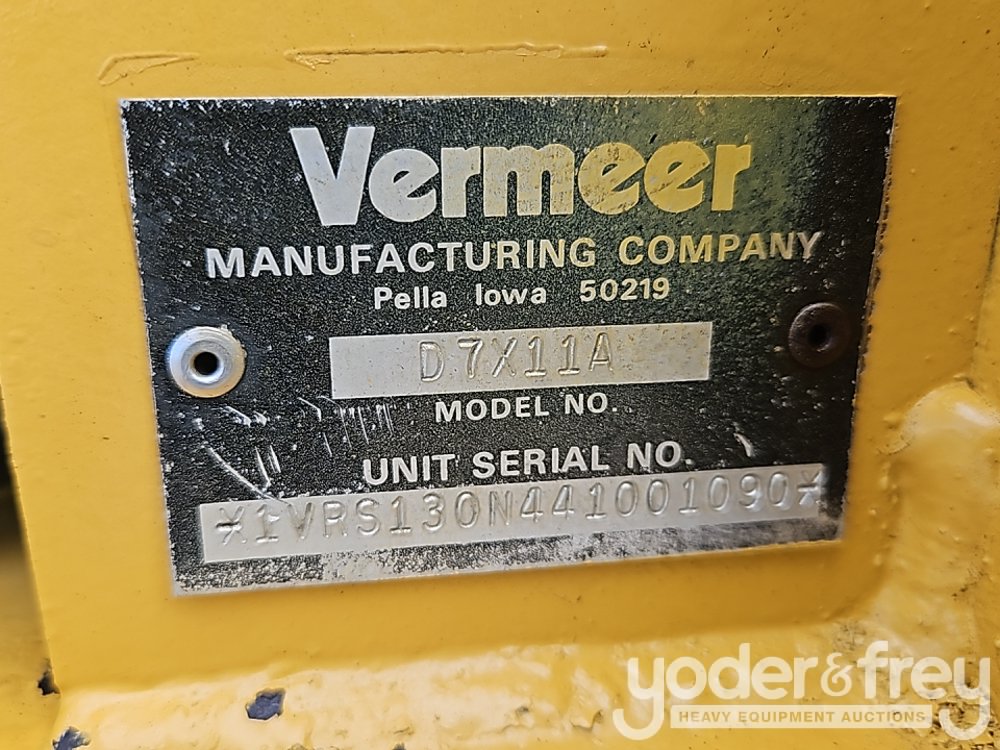 Vermeer
MANUFACTURING COMPANY
Pella Iowa 50219
D7X11A
MODEL NO.
UNIT SERIAL NO.
*1VRS130N441001090*
yoder&frey
HEAVY EQUIPMENT AUCTIONS